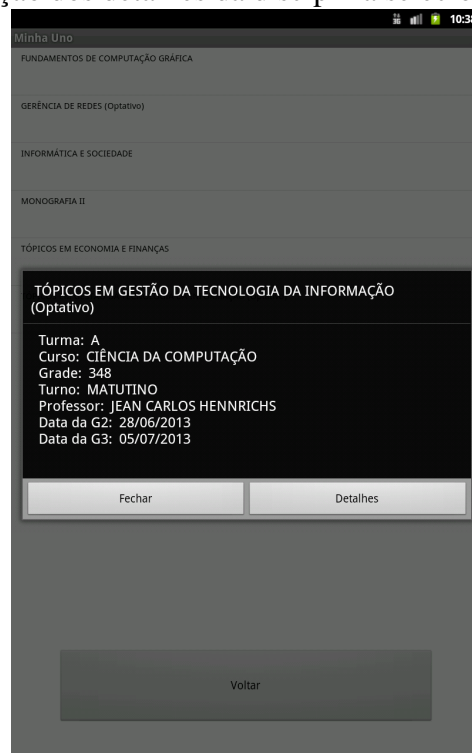 10:38
Minha Uno
FUNDAMENTOS DE COMPUTAÇÃO GRÁFICA
GERÊNCIA DE REDES (Optativo)
INFORMÁTICA E SOCIEDADE
MONOGRAFIA II
TÓPICOS EM ECONOMIA E FINANÇAS
TÓPICOS EM GESTÃO DA TECNOLOGIA DA INFORMAÇÃO
(Optativo)
Turma: A
Curso: CIÊNCIA DA COMPUTAÇÃO
Grade: 348
Turno: MATUTINO
Professor: JEAN CARLOS HENNRICHS
Data da G2: 28/06/2013
Data da G3: 05/07/2013
Fechar Detalhes
Voltar